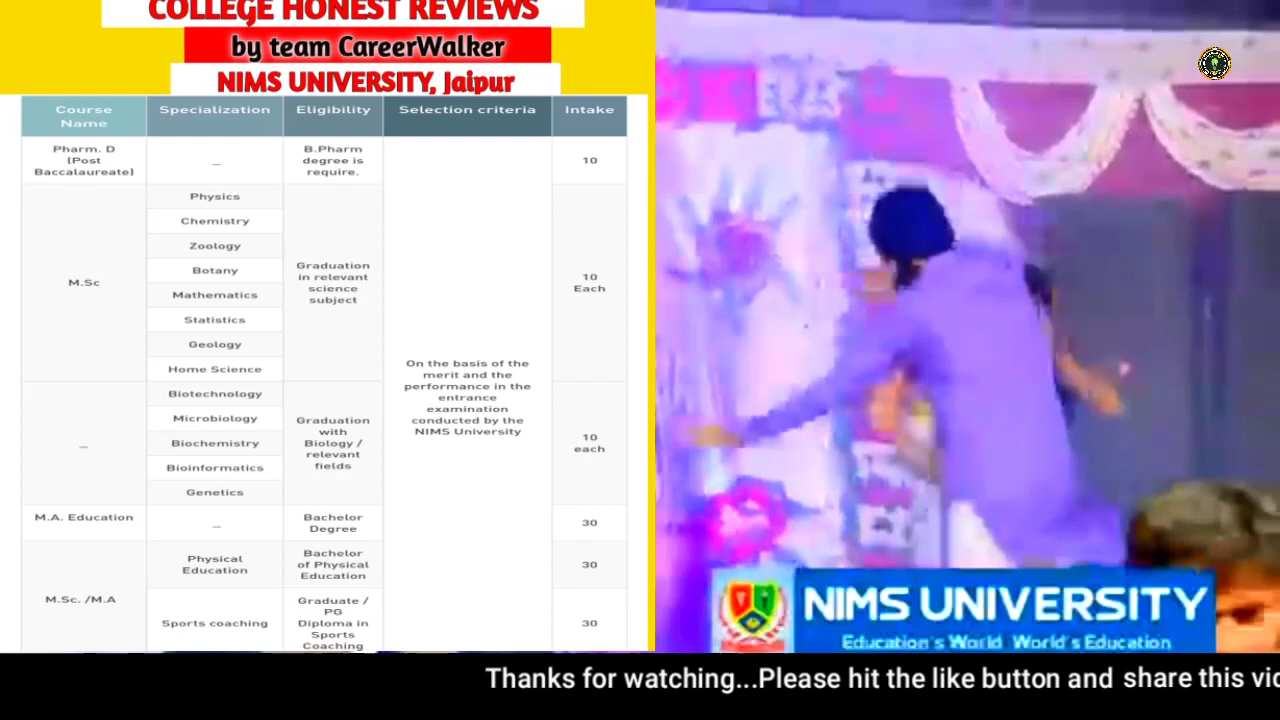 COLLEGE HONEST REVIEWS
by team CareerWalker
NIMS UNIVERSITY, Jaipur
Course
Name
Specialization
Eligibility
Selection criteria
Intake
Pharm. D
(Post
Baccalaureate)
_
B.Pharm
degree is
require.
10
M.Sc
Physics
Chemistry
Zoology
Botany
Mathematics
Statistics
Geology
Home Science
Graduation
in relevant
science
subject
10
Each
On the basis of the
merit and the
performance in the
entrance
examination
conducted by the
NIMS University
_
Biotechnology
Microbiology
Biochemistry
Bioinformatics
Genetics
Graduation
with
Biology /
relevant
fields
10
each
M.A. Education
_
Bachelor
Degree
30
M.Sc. /M.A
Physical
Education
Bachelor
of Physical
Education
30
Sports coaching
Graduate /
PG
Diploma in
Sports
Coaching
30
NIMS UNIVERSITY
Education's World World's Education
Thanks for watching...Please hit the like button and share this vid